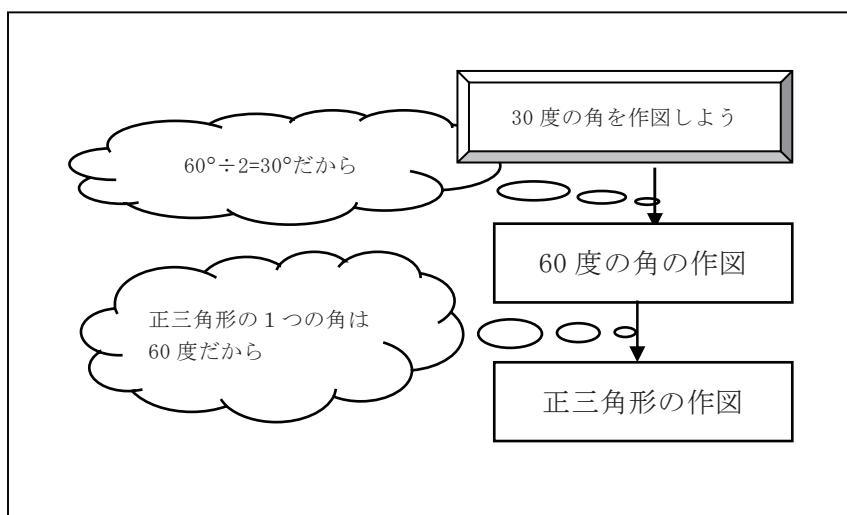 30 度の角を作図しよう
60°÷2=30°だから
60 度の角の作図
正三角形の１つの角は
60 度だから
正三角形の作図